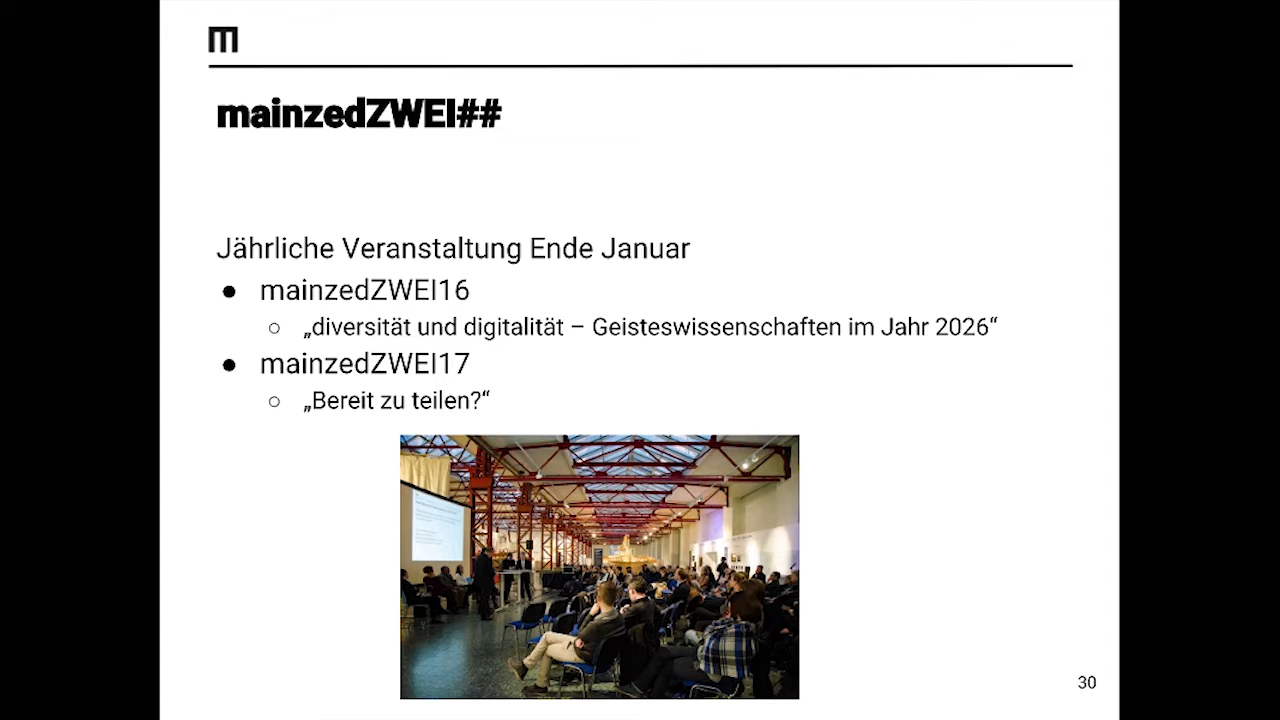 m
mainzedZWEI##
Jährliche Veranstaltung Ende Januar
● mainzedZWEI16
○ „diversität und digitalität – Geisteswissenschaften im Jahr 2026“
● mainzedZWEI17
○ „Bereit zu teilen?“
30